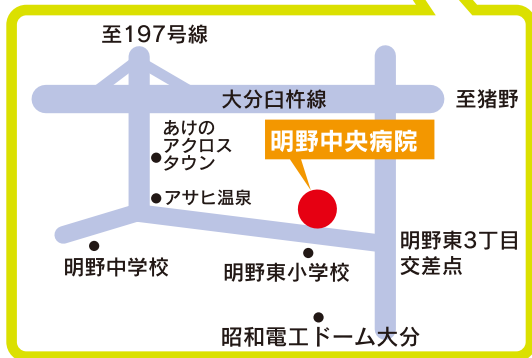 至197号線
大分臼杵線
至猪野
あけの
アクロス
タウン
明野中央病院
アサヒ温泉
明野東3丁目
交差点
明野中学校
明野東小学校
昭和電工ドーム大分